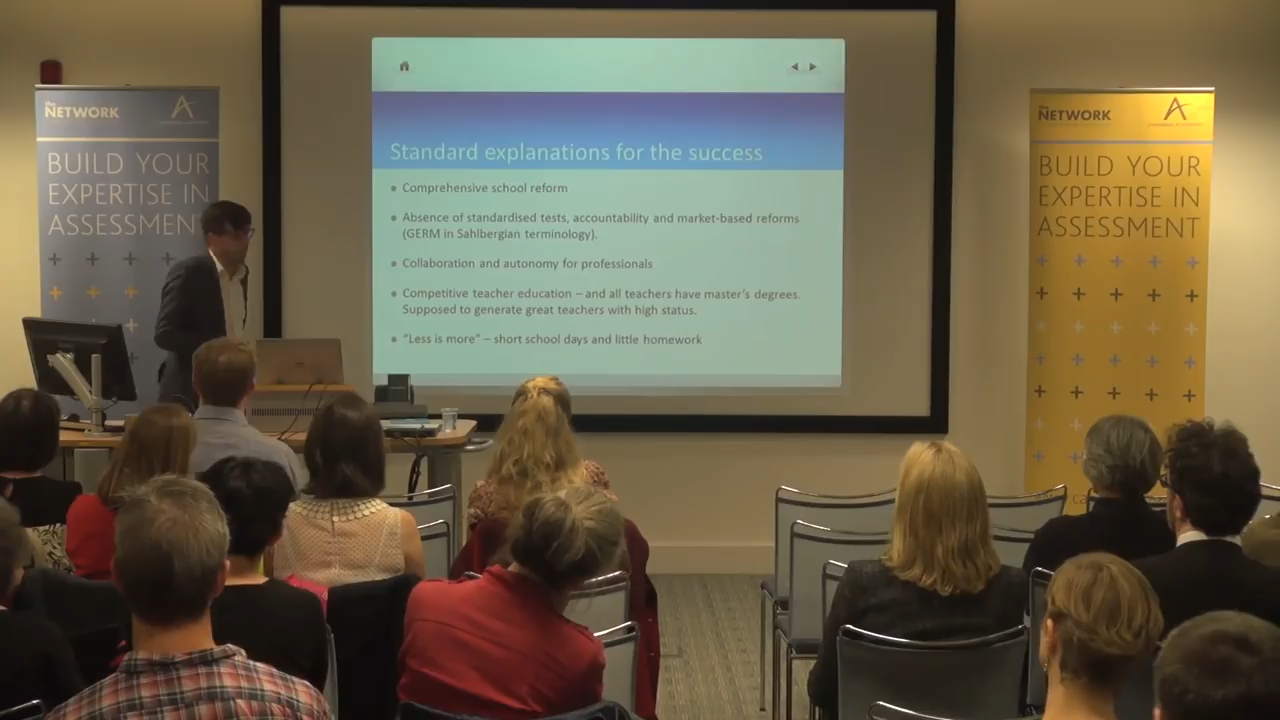 the
NETWORK
BUILD YOUR
EXPERTISE IN
ASSESSMENT
Standard explanations for the success
Comprehensive school reform
Absence of standardised tests, accountability and market-based reforms
(GERM in Sahlbergian terminology).
Collaboration and autonomy for professionals
Competitive teacher education – and all teachers have master's degrees.
Supposed to generate great teachers with high status.
"Less is more" – short school days and little homework
the
NETWORK
BUILD YOUR
EXPERTISE IN
ASSESSMENT